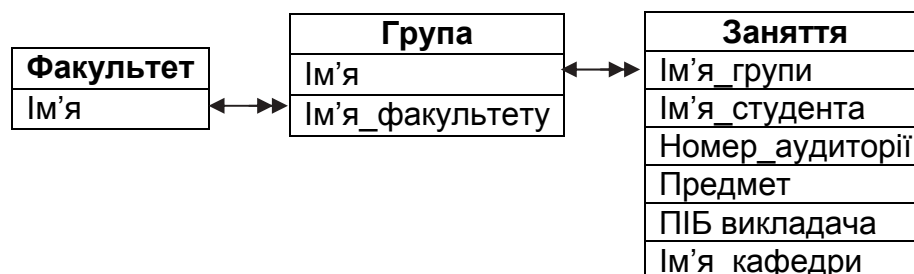 Факультет
Ім’я
Група
Ім’я
Ім’я_факультету
Заняття
Ім’я_групи
Ім’я_студента
Номер_аудиторії
Предмет
ПІБ викладача
Ім’я_кафедри